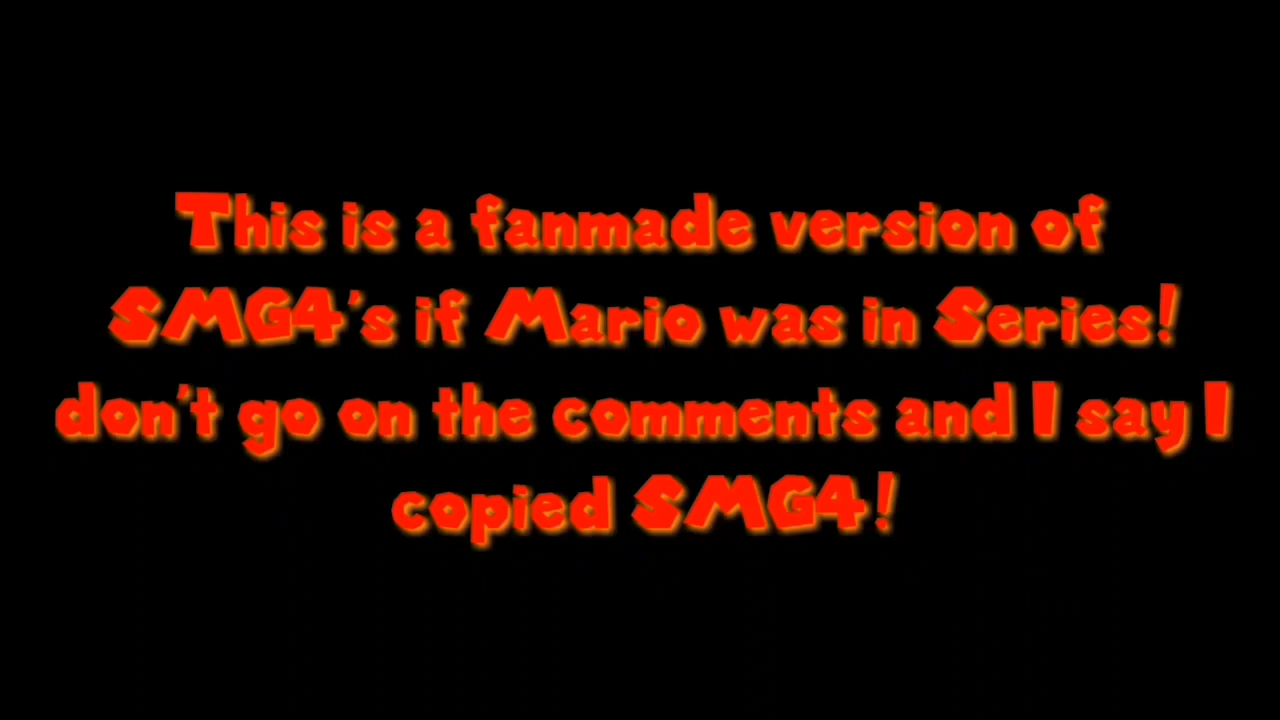 This is a fanmade version of
SMG4's if Mario was in Series!
don't go on the comments and I say I
copied SMG4!